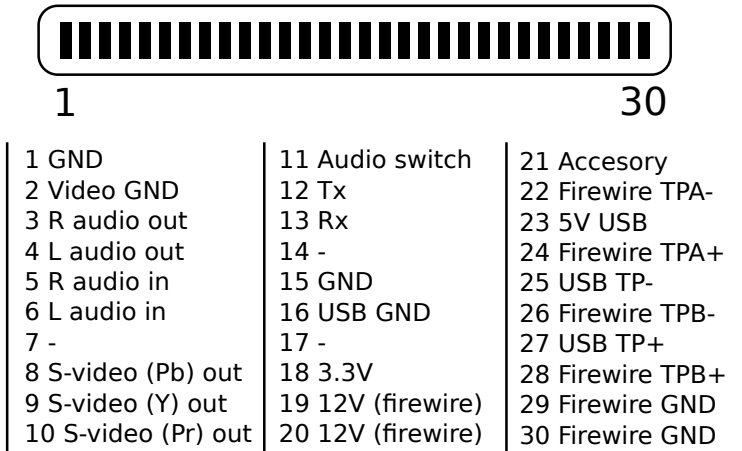 1
30
1 GND
2 Video GND
3 R audio out
4 L audio out
5 R audio in
6 L audio in
7 -
8 S-video (Pb) out
9 S-video (Y) out
10 S-video (Pr) out
11 Audio switch
12 Tx
13 Rx
14 -
15 GND
16 USB GND
17 -
18 3.3V
19 12V (firewire)
20 12V (firewire)
21 Accesory
22 Firewire TPA-
23 5V USB
24 Firewire TPA+
25 USB TP-
26 Firewire TPB-
27 USB TP+
28 Firewire TPB+
29 Firewire GND
30 Firewire GND